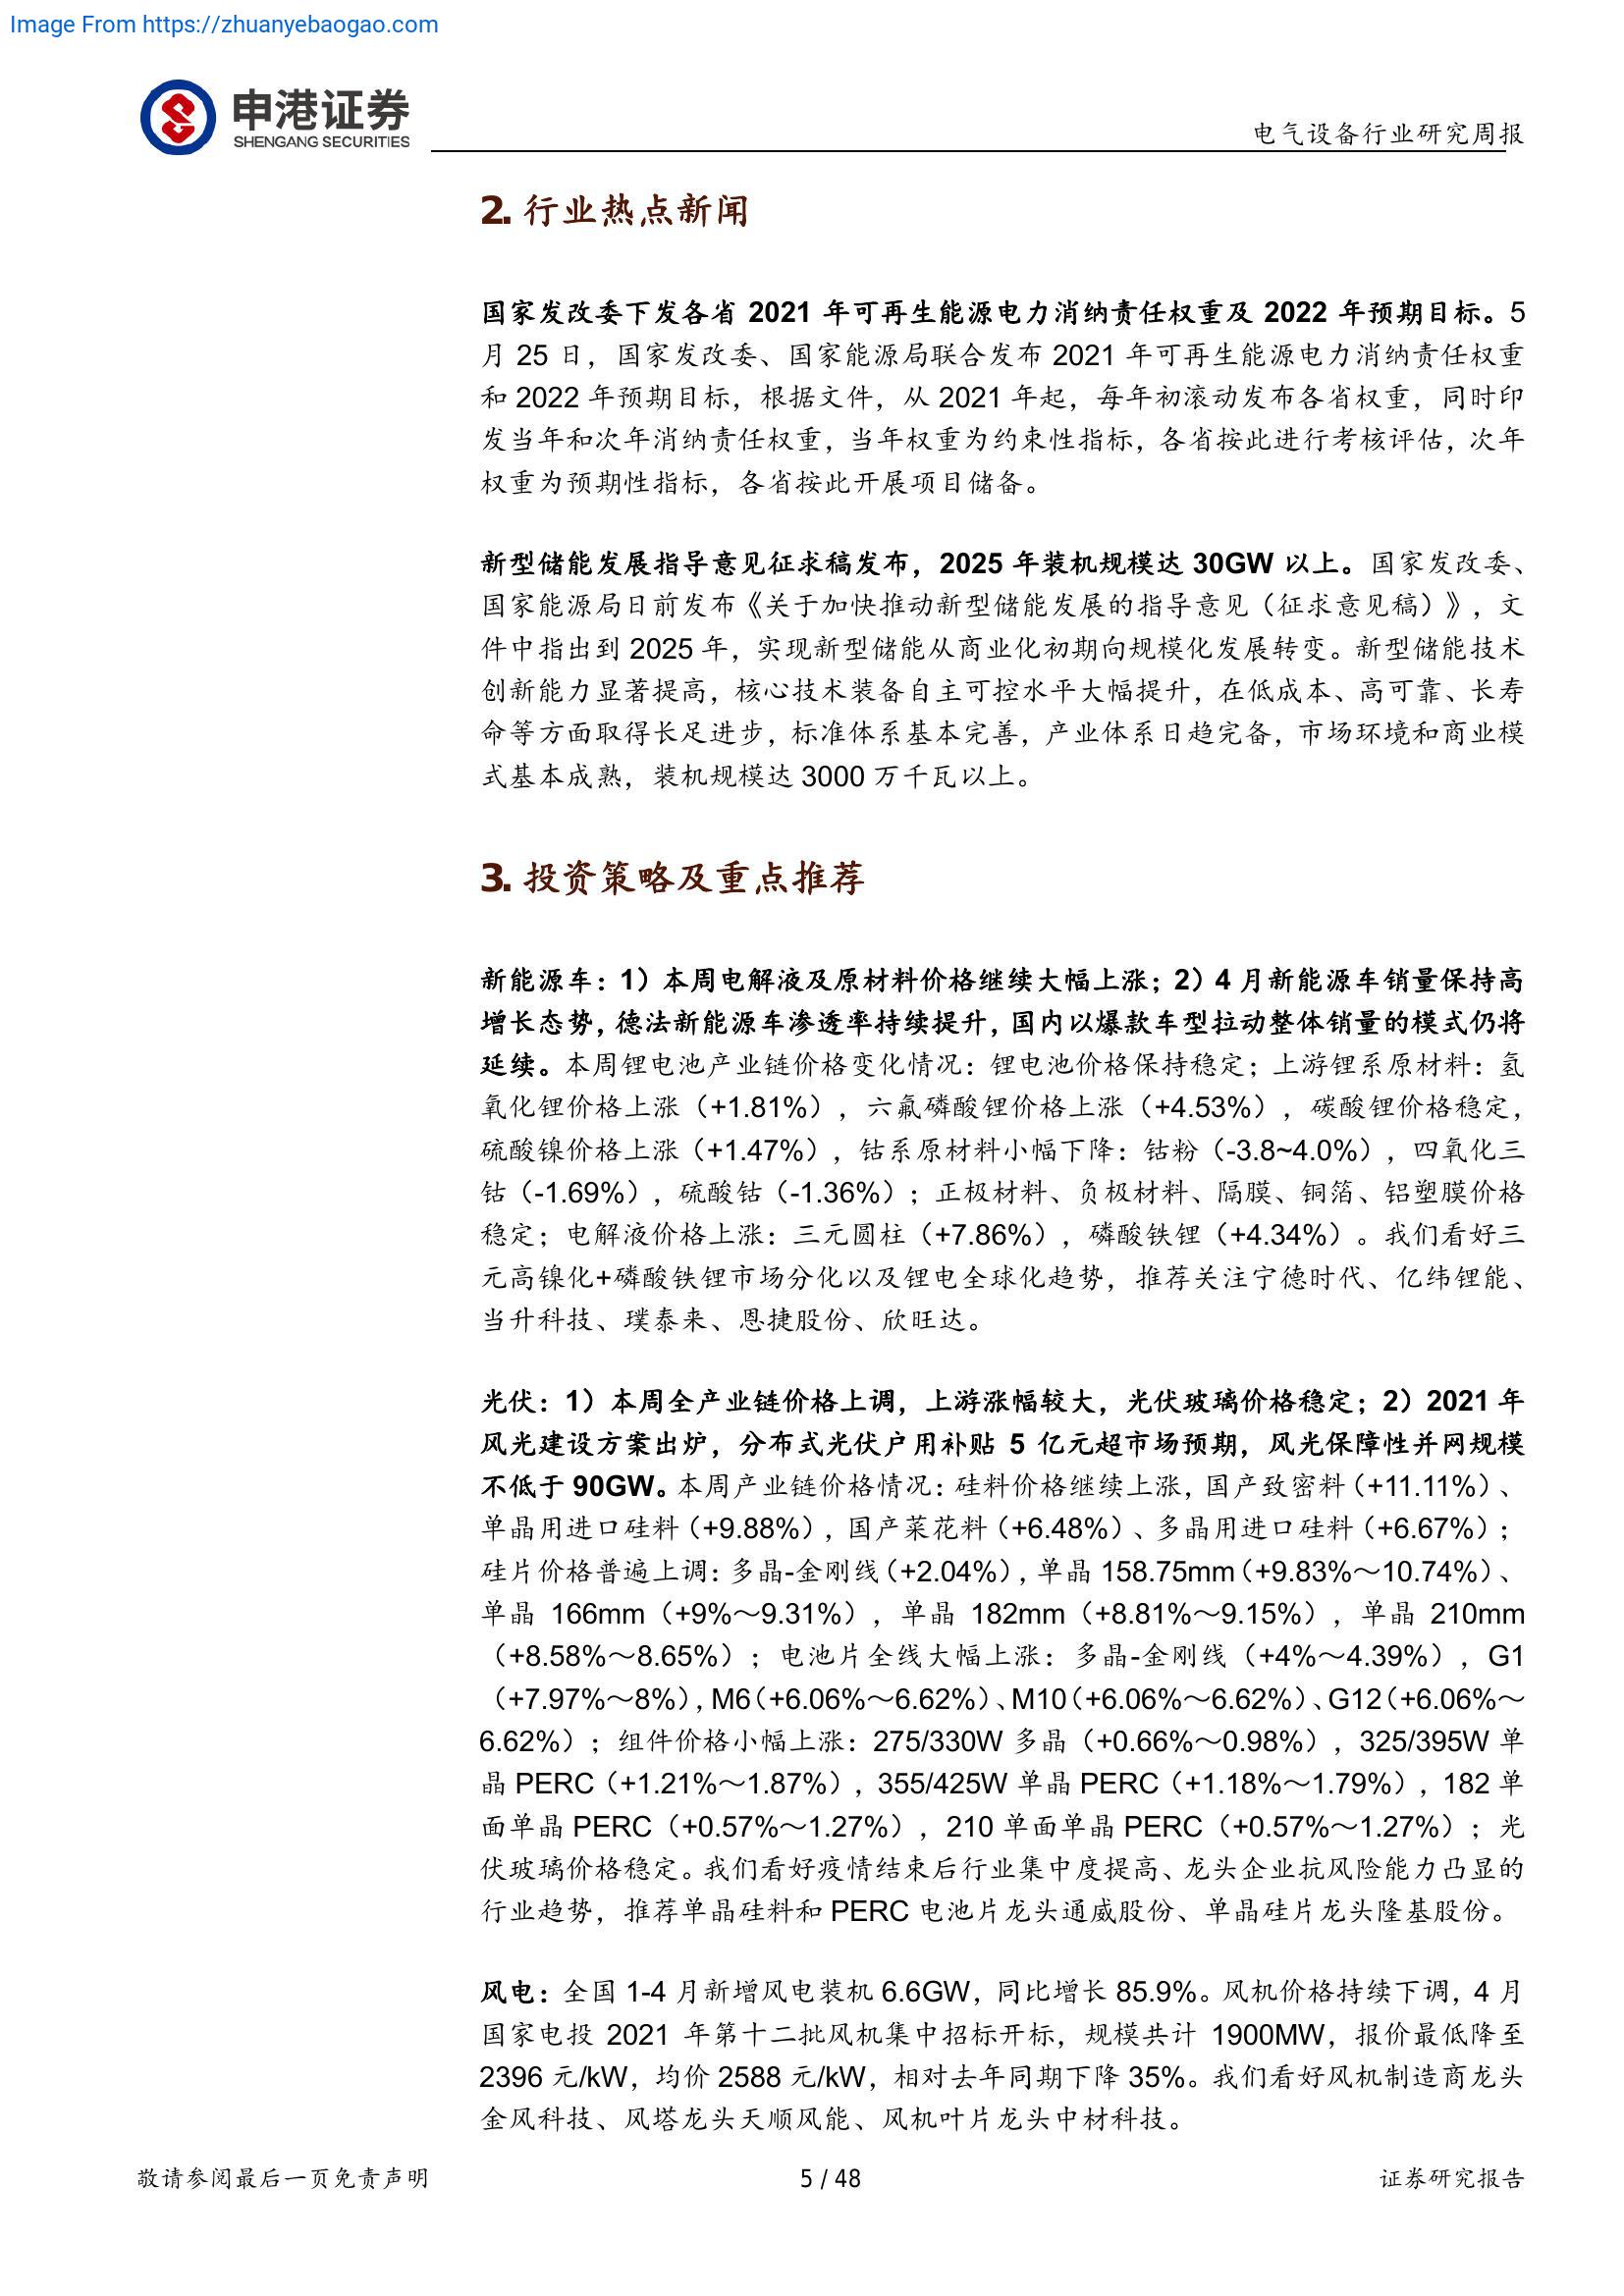 Image From https://zhuanyebaogao.com
申港证券
SHENGANG SECURITIES
电气设备行业研究周报
2. 行业热点新闻
国家发改委下发各省 2021 年可再生能源电力消纳责任权重及 2022 年预期目标。5
月 25 日，国家发改委、国家能源局联合发布 2021 年可再生能源电力消纳责任权重
和 2022 年预期目标，根据文件，从 2021 年起，每年初滚动发布各省权重，同时印
发当年和次年消纳责任权重，当年权重为约束性指标，各省按此进行考核评估，次年
权重为预期性指标，各省按此开展项目储备。
新型储能发展指导意见征求稿发布，2025 年装机规模达 30GW 以上。国家发改委、
国家能源局日前发布《关于加快推动新型储能发展的指导意见（征求意见稿）》，文
件中指出到 2025 年，实现新型储能从商业化初期向规模化发展转变。新型储能技术
创新能力显著提高，核心技术装备自主可控水平大幅提升，在低成本、高可靠、长寿
命等方面取得长足进步，标准体系基本完善，产业体系日趋完备，市场环境和商业模
式基本成熟，装机规模达 3000 万千瓦以上。
3. 投资策略及重点推荐
新能源车：1）本周电解液及原材料价格继续大幅上涨；2）4 月新能源车销量保持高
增长态势，德法新能源车渗透率持续提升，国内以爆款车型拉动整体销量的模式仍将
延续。本周锂电池产业链价格变化情况：锂电池价格保持稳定；上游锂系原材料：氢
氧化锂价格上涨（+1.81%），六氟磷酸锂价格上涨（+4.53%），碳酸锂价格稳定，
硫酸镍价格上涨（+1.47%），钴系原材料小幅下降：钴粉（-3.8~4.0%），四氧化三
钴（-1.69%），硫酸钴（-1.36%）；正极材料、负极材料、隔膜、铜箔、铝塑膜价格
稳定；电解液价格上涨：三元圆柱（+7.86%），磷酸铁锂（+4.34%）。我们看好三
元高镍化+磷酸铁锂市场分化以及锂电全球化趋势，推荐关注宁德时代、亿纬锂能、
当升科技、璞泰来、恩捷股份、欣旺达。
光伏：1）本周全产业链价格上调，上游涨幅较大，光伏玻璃价格稳定；2）2021 年
风光建设方案出炉，分布式光伏户用补贴 5 亿元超市场预期，风光保障性并网规模
不低于 90GW。本周产业链价格情况：硅料价格继续上涨，国产致密料（+11.11%）、
单晶用进口硅料（+9.88%），国产菜花料（+6.48%）、多晶用进口硅料（+6.67%）；
硅片价格普遍上调：多晶-金刚线（+2.04%），单晶 158.75mm（+9.83%～10.74%）、
单晶 166mm（+9%～9.31%），单晶 182mm（+8.81%～9.15%），单晶 210mm
（+8.58%～8.65%）；电池片全线大幅上涨：多晶-金刚线（+4%～4.39%），G1
（+7.97%～8%），M6（+6.06%～6.62%）、M10（+6.06%～6.62%）、G12（+6.06%～
6.62%）；组件价格小幅上涨：275/330W 多晶（+0.66%～0.98%），325/395W 单
晶 PERC（+1.21%～1.87%），355/425W 单晶 PERC（+1.18%～1.79%），182 单
面单晶 PERC（+0.57%～1.27%），210 单面单晶 PERC（+0.57%～1.27%）；光
伏玻璃价格稳定。我们看好疫情结束后行业集中度提高、龙头企业抗风险能力凸显的
行业趋势，推荐单晶硅料和 PERC 电池片龙头通威股份、单晶硅片龙头隆基股份。
风电：全国 1-4 月新增风电装机 6.6GW，同比增长 85.9%。风机价格持续下调，4 月
国家电投 2021 年第十二批风机集中招标开标，规模共计 1900MW，报价最低降至
2396 元/kW，均价 2588 元/kW，相对去年同期下降 35%。我们看好风机制造商龙头
金风科技、风塔龙头天顺风能、风机叶片龙头中材科技。
敬请参阅最后一页免责声明
5 / 48
证券研究报告